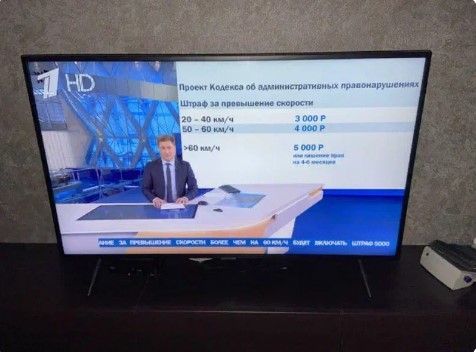 1 HD
Проект Кодекса об административных правонарушениях
Штраф за превышение скорости
20 – 40 км/ч 3 000 Р
50 – 60 км/ч 4 000 Р
>60 км/ч 5 000 Р
или лишение прав
на 4-6 месяцев
АНИЕ ЗА ПРЕВЫШЕНИЕ СКОРОСТИ БОЛЕЕ ЧЕМ НА 60 КМ/Ч БУДЕТ ВКЛЮЧАТЬ ШТРАФ 5000